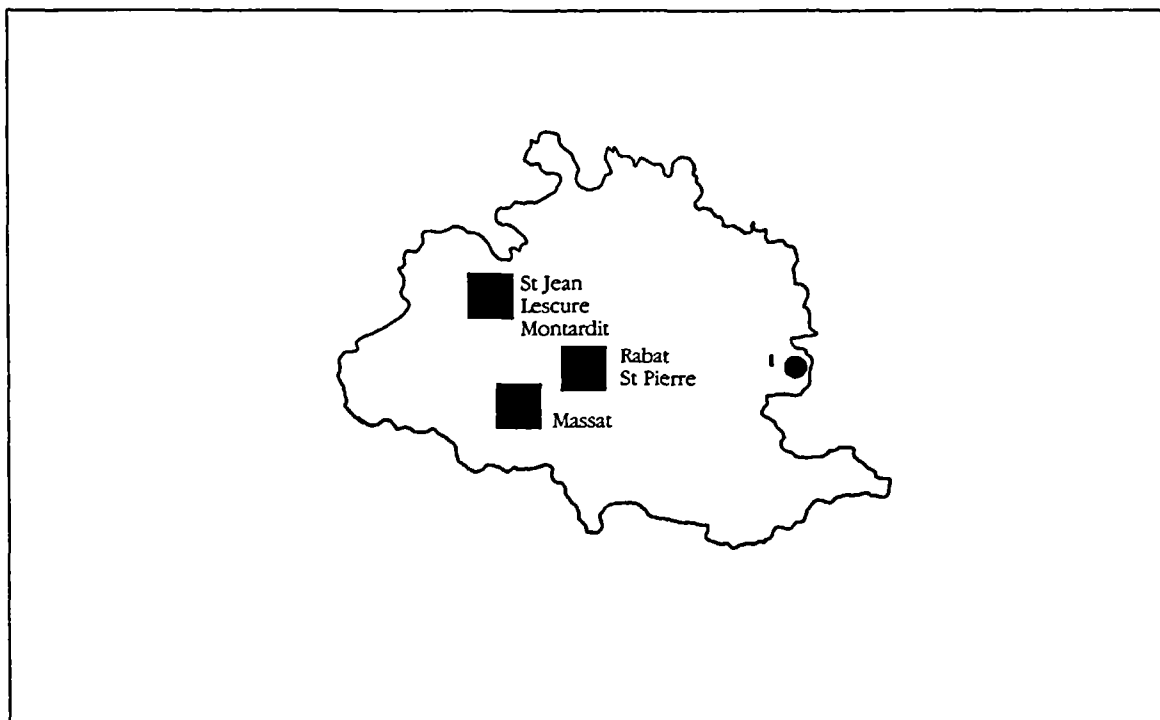 St Jean
Lescure
Montardit
Rabat
St Pierre
Massat